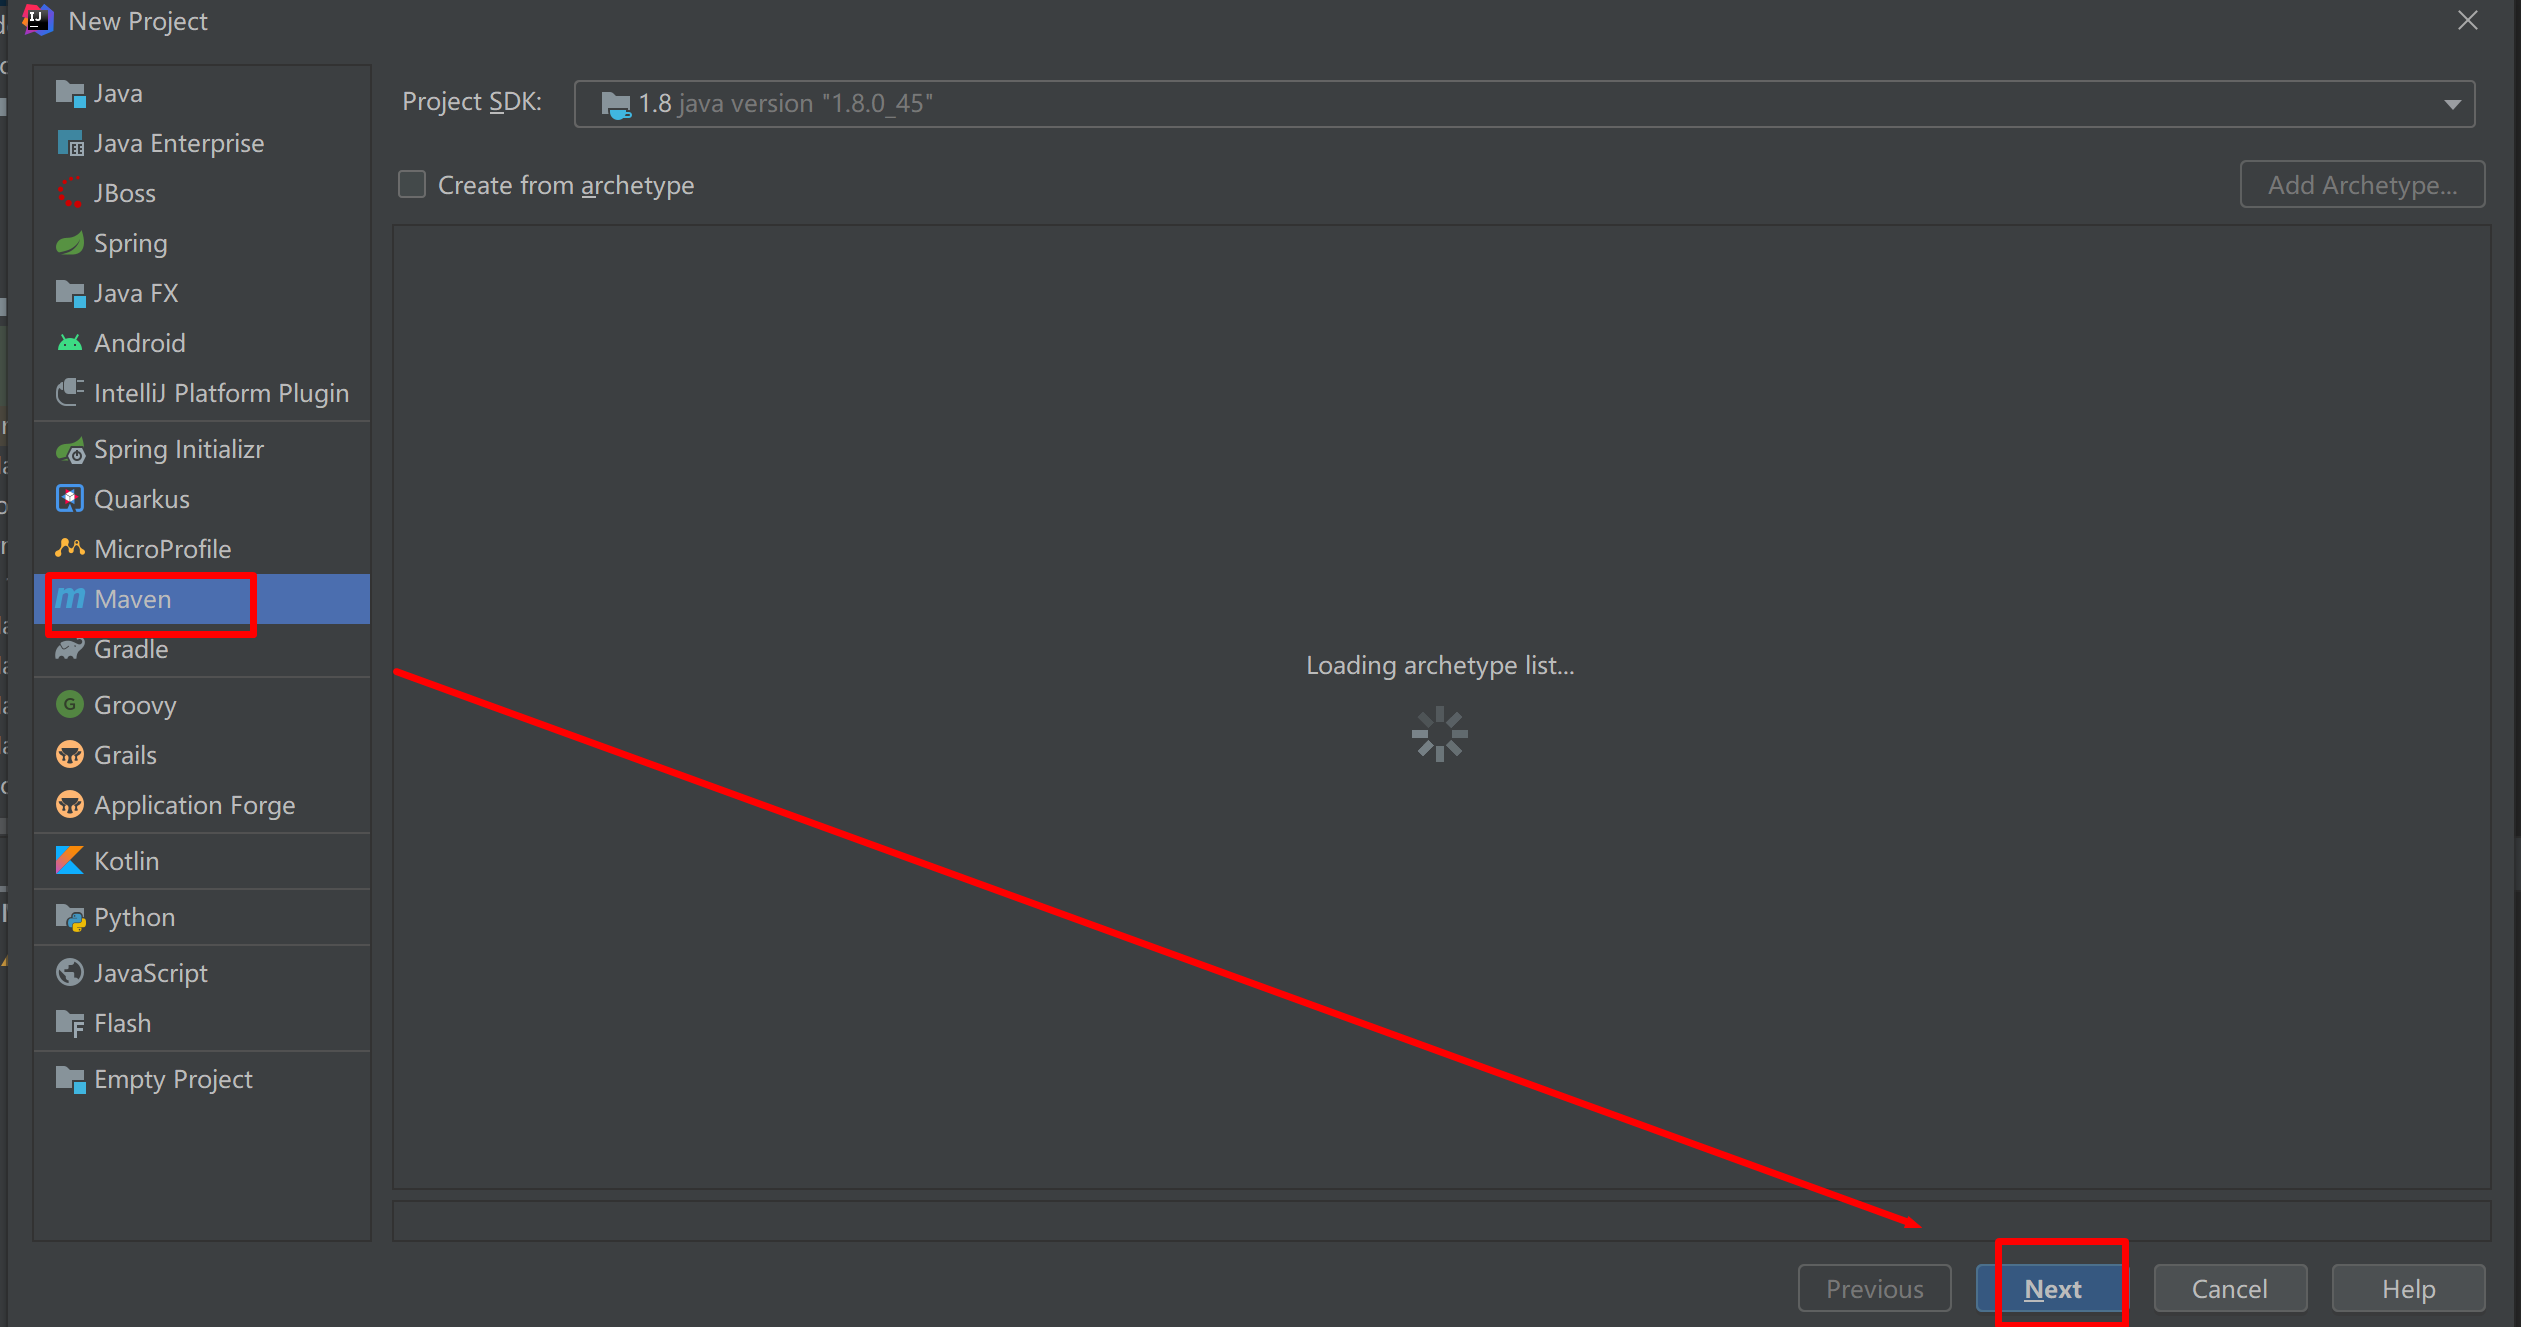 New Project
Java
Java Enterprise
JBoss
Spring
Java FX
Android
IntelliJ Platform Plugin
Spring Initializr
Quarkus
MicroProfile
Maven
Gradle
Groovy
Grails
Application Forge
Kotlin
Python
JavaScript
Flash
Empty Project
Project SDK:
1.8 java version "1.8.0_45"
Create from archetype
Add Archetype...
Loading archetype list...
Previous
Next
Cancel
Help